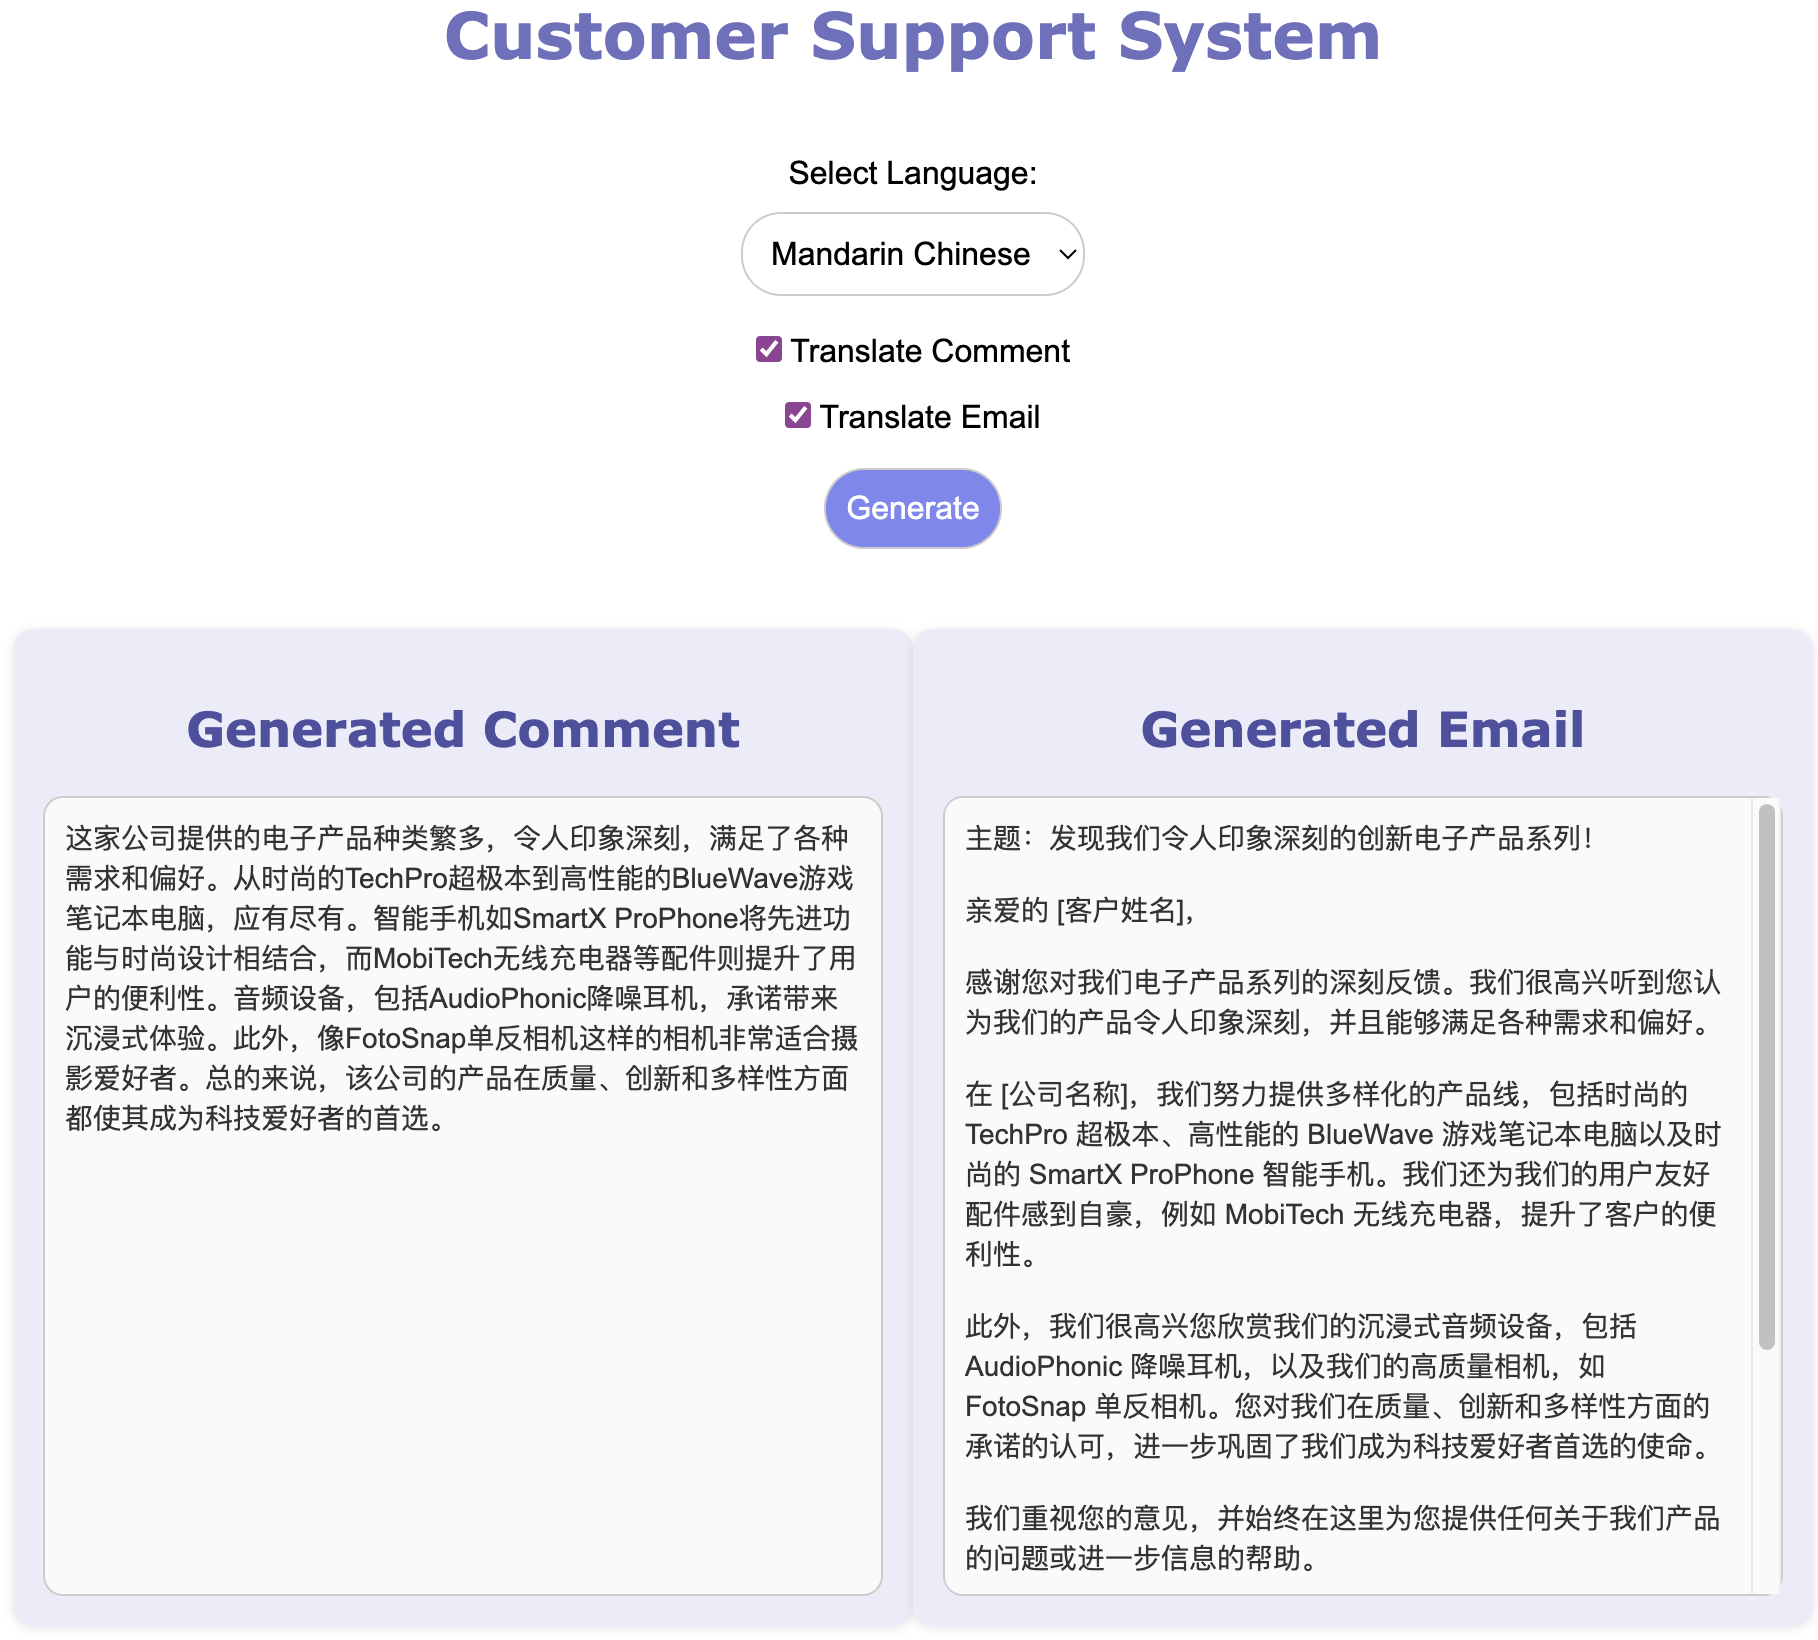 Customer Support System
Select Language:
Mandarin Chinese
Translate Comment
Translate Email
Generate
Generated Comment
这家公司提供的电子产品种类繁多，令人印象深刻，满足了各种
需求和偏好。从时尚的TechPro超极本到高性能的BlueWave游戏
笔记本电脑，应有尽有。智能手机如SmartX ProPhone将先进功
能与时尚设计相结合，而MobiTech无线充电器等配件则提升了用
户的便利性。音频设备，包括AudioPhonic降噪耳机，承诺带来
沉浸式体验。此外，像FotoSnap单反相机这样的相机非常适合摄
影爱好者。总的来说，该公司的产品在质量、创新和多样性方面
都使其成为科技爱好者的首选。
Generated Email
主题：发现我们令人印象深刻的创新电子产品系列！
亲爱的 [客户姓名]，
感谢您对我们电子产品系列的深刻反馈。我们很高兴听到您认
为我们的产品令人印象深刻，并且能够满足各种需求和偏好。
在 [公司名称]，我们努力提供多样化的产品线，包括时尚的
TechPro 超极本、高性能的 BlueWave 游戏笔记本电脑以及时
尚的 SmartX ProPhone 智能手机。我们还为我们的用户友好
配件感到自豪，例如 MobiTech 无线充电器，提升了客户的便
利性。
此外，我们很高兴您欣赏我们的沉浸式音频设备，包括
AudioPhonic 降噪耳机，以及我们的高质量相机，如
FotoSnap 单反相机。您对我们在质量、创新和多样性方面的
承诺的认可，进一步巩固了我们成为科技爱好者首选的使命。
我们重视您的意见，并始终在这里为您提供任何关于我们产品
的问题或进一步信息的帮助。